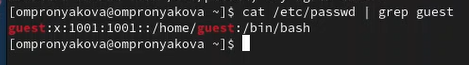 [ompronyakova@ompronyakova ~]$ cat /etc/passwd | grep guest
guest:x:1001:1001::/home/guest:/bin/bash
[ompronyakova@ompronyakova ~]$